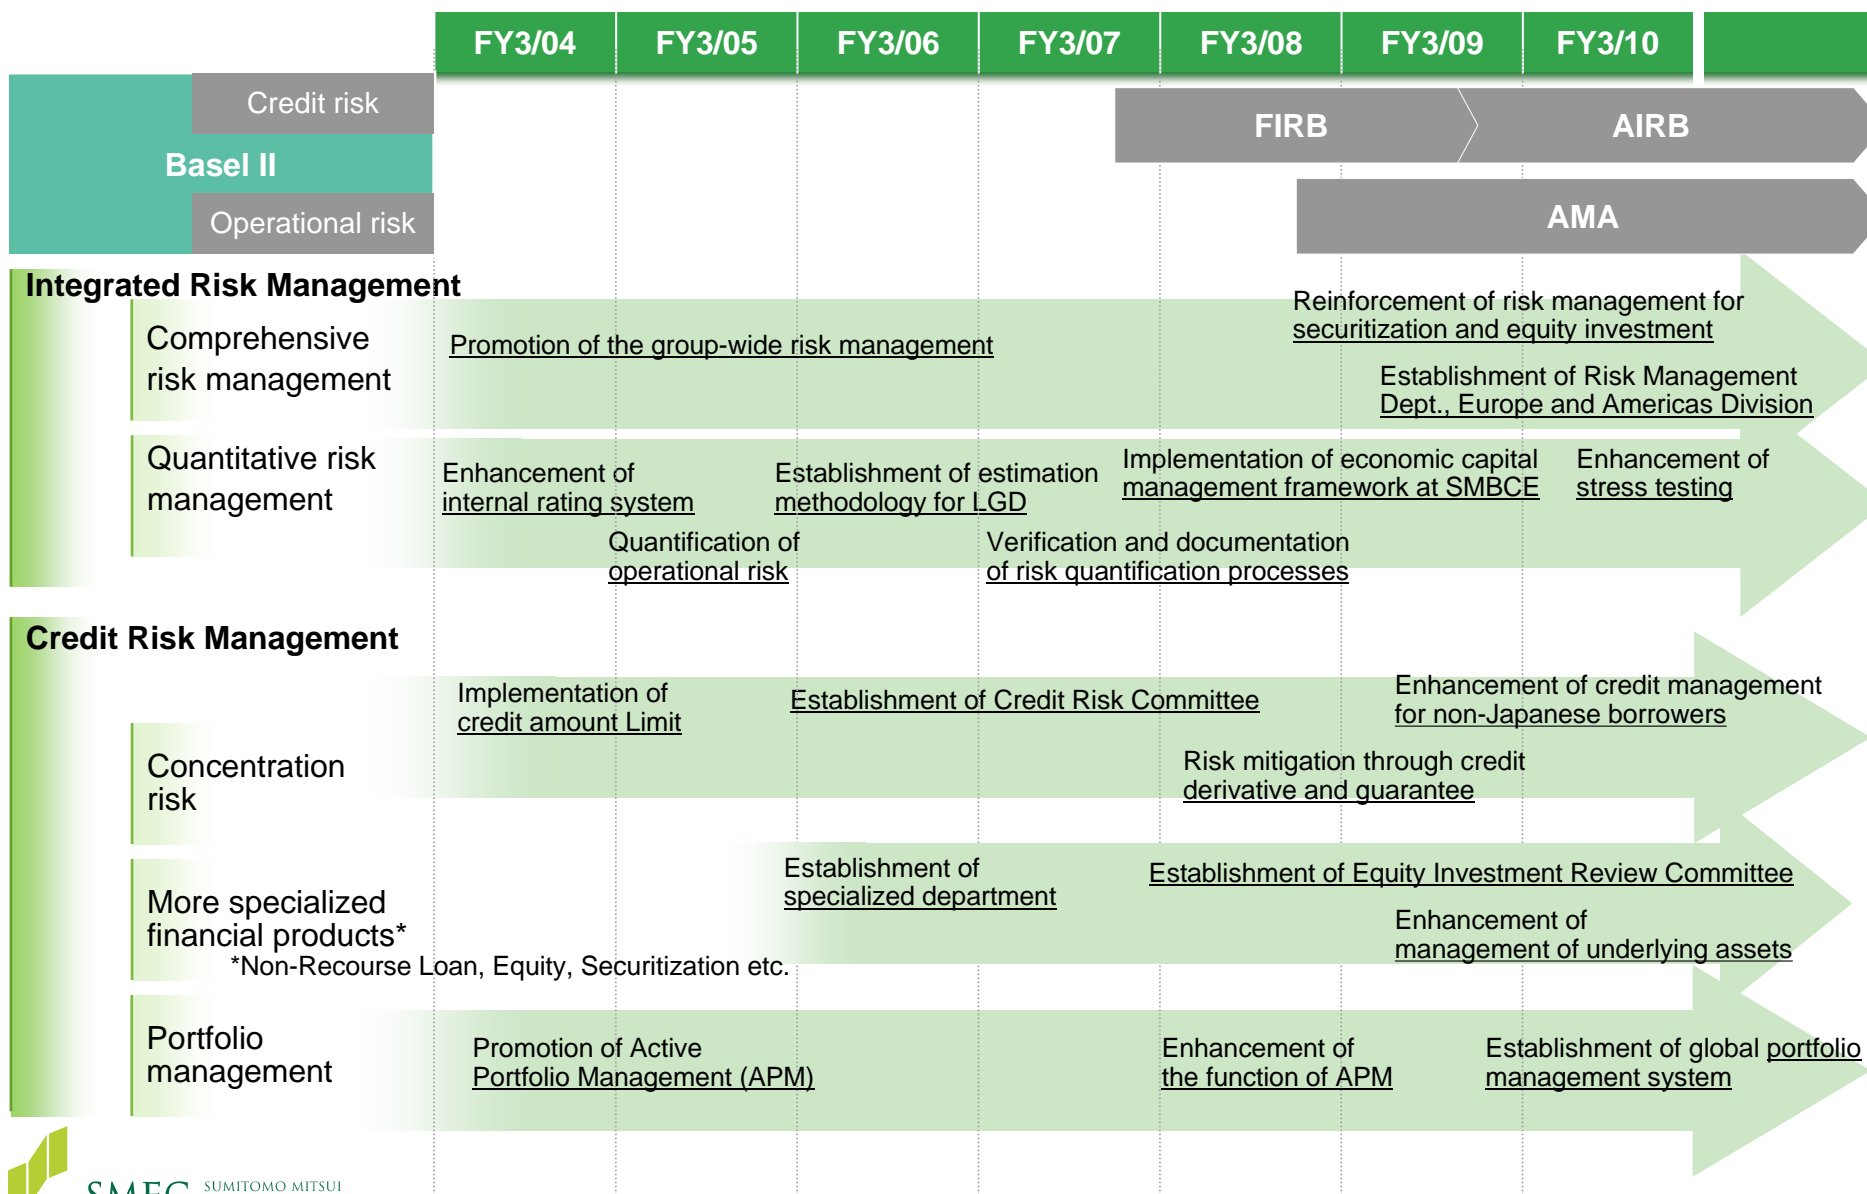 FY3/04 FY3/05 FY3/06 FY3/07 FY3/08 FY3/09 FY3/10
Credit risk
Basel II
Operational risk
FIRB
AIRB
AMA
Integrated Risk Management
Comprehensive
risk management
Promotion of the group-wide risk management
Reinforcement of risk management for
securitization and equity investment
Establishment of Risk Management
Dept., Europe and Americas Division
Quantitative risk
management
Enhancement of
internal rating system
Establishment of estimation
methodology for LGD
Implementation of economic capital
management framework at SMBCE
Enhancement of
stress testing
Quantification of
operational risk
Verification and documentation
of risk quantification processes
Credit Risk Management
Implementation of
credit amount Limit
Establishment of Credit Risk Committee
Enhancement of credit management
for non-Japanese borrowers
Concentration
risk
Risk mitigation through credit
derivative and guarantee
Establishment of
specialized department
Establishment of Equity Investment Review Committee
More specialized
financial products*
*Non-Recourse Loan, Equity, Securitization etc.
Enhancement of
management of underlying assets
Portfolio
management
Promotion of Active
Portfolio Management (APM)
Enhancement of
the function of APM
Establishment of global portfolio
management system
SMFG SUMITOMO MITSUI